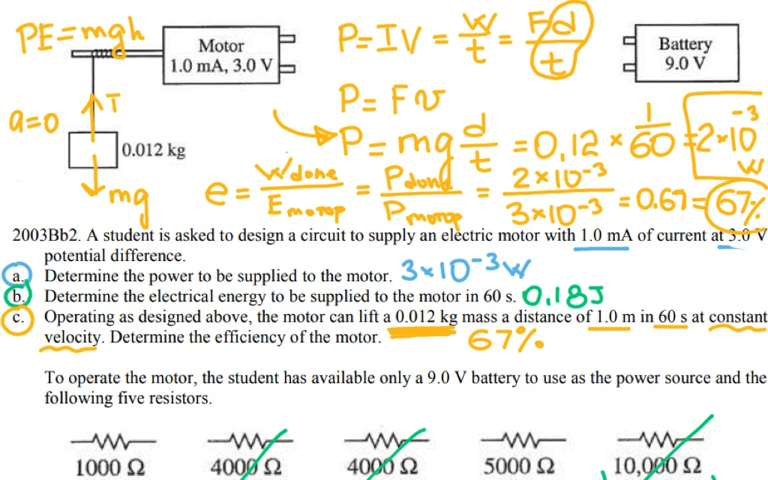 PE=mgh
Motor
1.0 mA, 3.0 V
P=IV = W/t = Fd/t
Battery
9.0 V
P= Fv
a=0
T
P= mg d/t = 0,12 × 1/60 = 2×10^-3 W
0.012 kg
mg
e = Wdone/Eмотор = Pdone/Pмотор = 2×10^-3/3×10^-3 = 0.67 = 67%
2003Bb2. A student is asked to design a circuit to supply an electric motor with 1.0 mA of current at 3.0 V
potential difference.
a. Determine the power to be supplied to the motor. 3×10^-3 W
b. Determine the electrical energy to be supplied to the motor in 60 s. 0,18J
c. Operating as designed above, the motor can lift a 0.012 kg mass a distance of 1.0 m in 60 s at constant
velocity. Determine the efficiency of the motor. 67%
To operate the motor, the student has available only a 9.0 V battery to use as the power source and the
following five resistors.
1000 Ω 4000 Ω 4000 Ω 5000 Ω 10,000 Ω